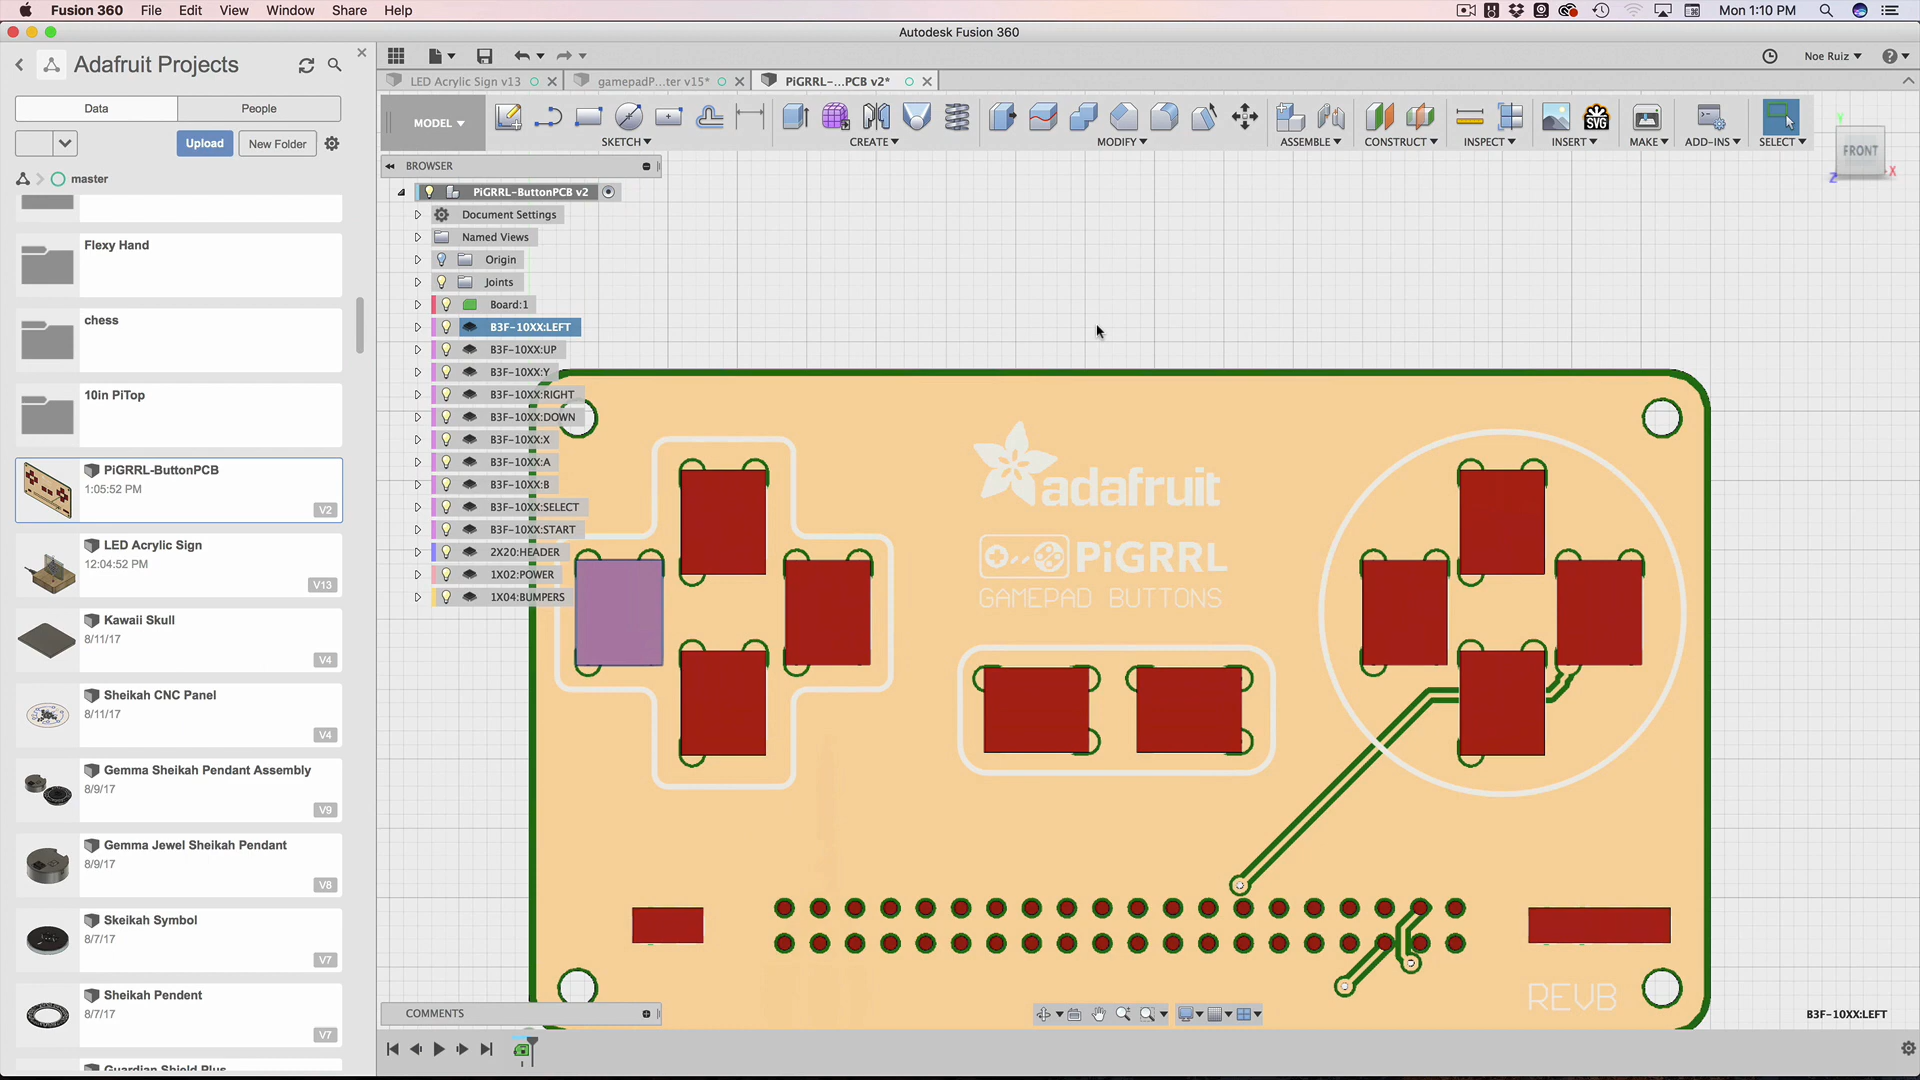 Fusion 360 File Edit View Window Share Help
Mon 1:10 PM
Autodesk Fusion 360
Adafruit Projects
Noe Ruiz
LED Acrylic Sign v13
gamepadP...ter v15*
PiGRRL-...PCB v2*
Data People
MODEL
SKETCH
CREATE
MODIFY
ASSEMBLE
CONSTRUCT
INSPECT
INSERT
MAKE
ADD-INS
SELECT
SVG
FRONT
Y
X
Z
Upload
New Folder
master
BROWSER
PiGRRL-ButtonPCB v2
Document Settings
Named Views
Origin
Joints
Board:1
B3F-10XX:LEFT
B3F-10XX:UP
B3F-10XX:Y
B3F-10XX:RIGHT
B3F-10XX:DOWN
B3F-10XX:X
B3F-10XX:A
B3F-10XX:B
B3F-10XX:SELECT
B3F-10XX:START
2X20:HEADER
1X02:POWER
1X04:BUMPERS
Flexy Hand
chess
10in PiTop
PiGRRL-ButtonPCB
1:05:52 PM
V2
LED Acrylic Sign
12:04:52 PM
V13
Kawaii Skull
8/11/17
V4
Sheikah CNC Panel
8/11/17
V4
Gemma Sheikah Pendant Assembly
8/9/17
V9
Gemma Jewel Sheikah Pendant
8/9/17
V8
Skeikah Symbol
8/7/17
V7
Sheikah Pendent
8/7/17
V7
Guardian Shield Plus
adafruit
PiGRRL
GAMEPAD BUTTONS
REVB
COMMENTS
B3F-10XX:LEFT